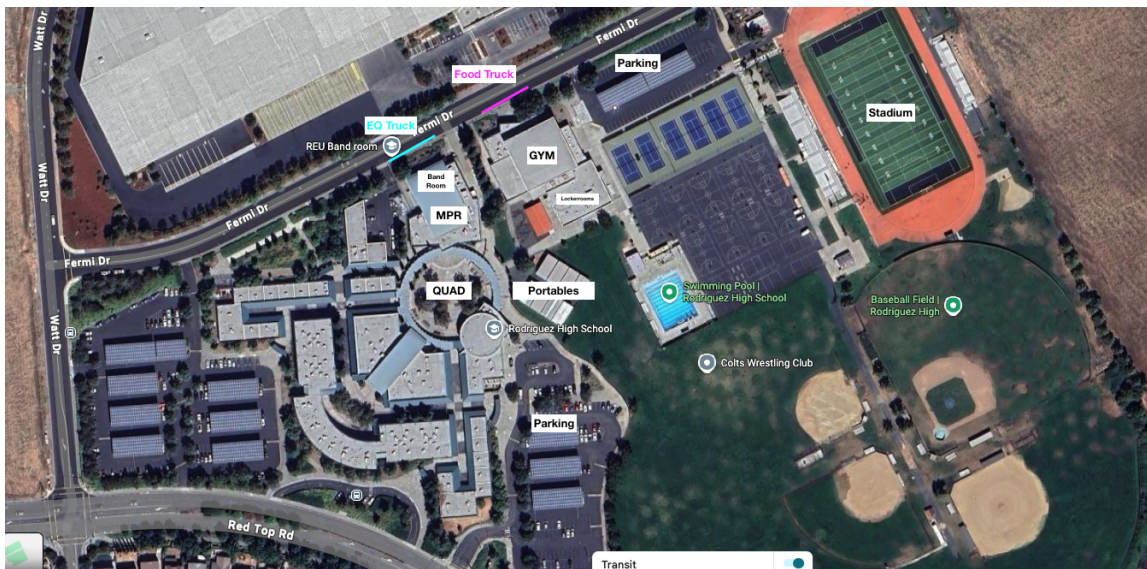 Watt Dr
Fermi Dr
Parking
Food Truck
Stadium
EQ Truck
Fermi Dr
REU Band room
GYM
Band
Room
Lockerrooms
Watt Dr
MPR
Fermi Dr
Fermi Dr
QUAD
Portables
Swimming Pool |
Rodriguez High School
Baseball Field |
Rodriguez High
Rodriguez High School
Watt Dr
Colts Wrestling Club
Parking
Red Top Rd
Transit